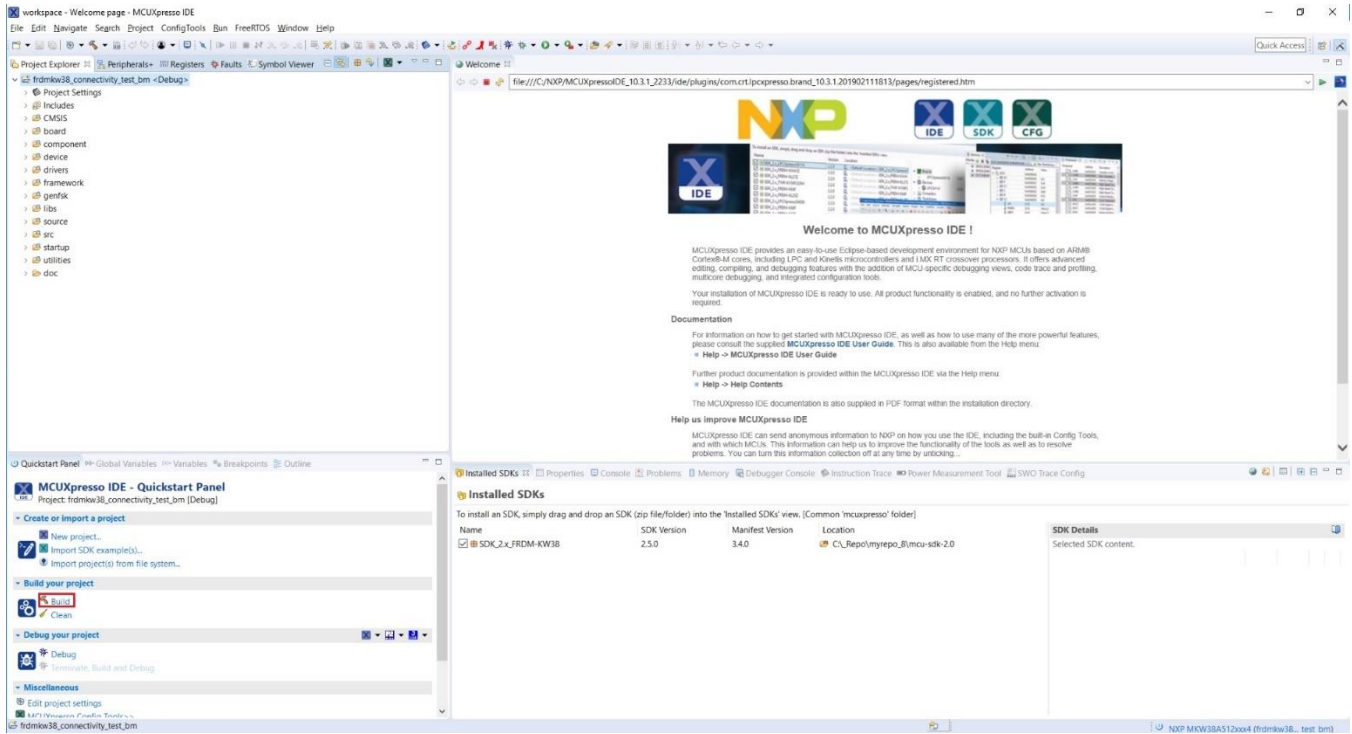 workspace - Welcome page - MCUXpresso IDE
File Edit Navigate Search Project ConfigTools Run FreeRTOS Window Help
Quick Access
Project Explorer Peripherals+ Registers Faults Symbol Viewer
frdmkw38_connectivity_test_bm <Debug>
Project Settings
Includes
CMSIS
board
component
device
drivers
framework
genfsk
libs
source
src
startup
utilities
doc
Welcome
file:///C:/NXP/MCUXpressoIDE_10.3.1_2233/ide/plugins/com.crt.lpcxpresso.brand_10.3.1.201902111813/pages/registered.htm
NXP IDE SDK CFG
IDE
Welcome to MCUXpresso IDE !
MCUXpresso IDE provides an easy-to-use Eclipse-based development environment for NXP MCUs based on ARM®
Cortex®-M cores, including LPC and Kinetis microcontrollers and i.MX RT crossover processors. It offers advanced
editing, compiling, and debugging features with the addition of MCU-specific debugging views, code trace and profiling,
multicore debugging, and integrated configuration tools.
Your installation of MCUXpresso IDE is ready to use. All product functionality is enabled, and no further activation is
required.
Documentation
For information on how to get started with MCUXpresso IDE, as well as how to use many of the more powerful features,
please consult the supplied MCUXpresso IDE User Guide. This is also available from the Help menu:
Help -> MCUXpresso IDE User Guide
Further product documentation is provided within the MCUXpresso IDE via the Help menu:
Help -> Help Contents
The MCUXpresso IDE documentation is also supplied in PDF format within the installation directory.
Help us improve MCUXpresso IDE
MCUXpresso IDE can send anonymous information to NXP on how you use the IDE, including the built-in Config Tools,
and with which MCUs. This information can help us to improve the functionality of the tools as well as to resolve
problems. You can turn this information collection off at any time by unticking...
Quickstart Panel Global Variables Variables Breakpoints Outline
MCUXpresso IDE - Quickstart Panel
Project: frdmkw38_connectivity_test_bm [Debug]
Create or import a project
New project...
Import SDK example(s)...
Import project(s) from file system...
Build your project
Build
Clean
Debug your project
Debug
Terminate, Build and Debug
Miscellaneous
Edit project settings
MCUXpresso Config Tools>>
Installed SDKs Properties Console Problems Memory Debugger Console Instruction Trace Power Measurement Tool SWO Trace Config
Installed SDKs
To install an SDK, simply drag and drop an SDK (zip file/folder) into the 'Installed SDKs' view. [Common 'mcuxpresso' folder]
Name SDK Version Manifest Version Location
SDK_2.x_FRDM-KW38 2.5.0 3.4.0 C:\_Repo\myrepo_8\mcu-sdk-2.0
SDK Details
Selected SDK content.
frdmkw38_connectivity_test_bm
NXP MKW38A512xxx4 (frdmkw38... test_bm)